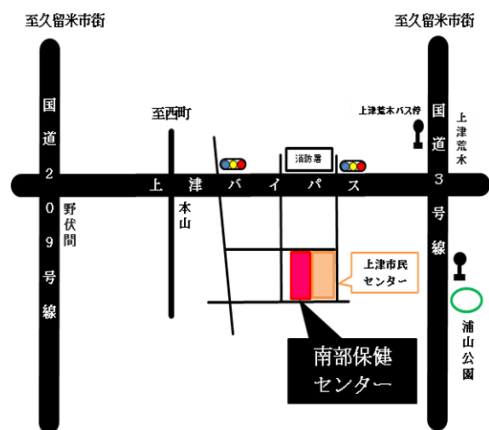 至久留米市街
至久留米市街
国道209号線
至西町
上津荒木バス停
国道3号線
上津荒木
消防署
上津バイパス
野伏間
本山
上津市民
センター
浦山公園
南部保健
センター